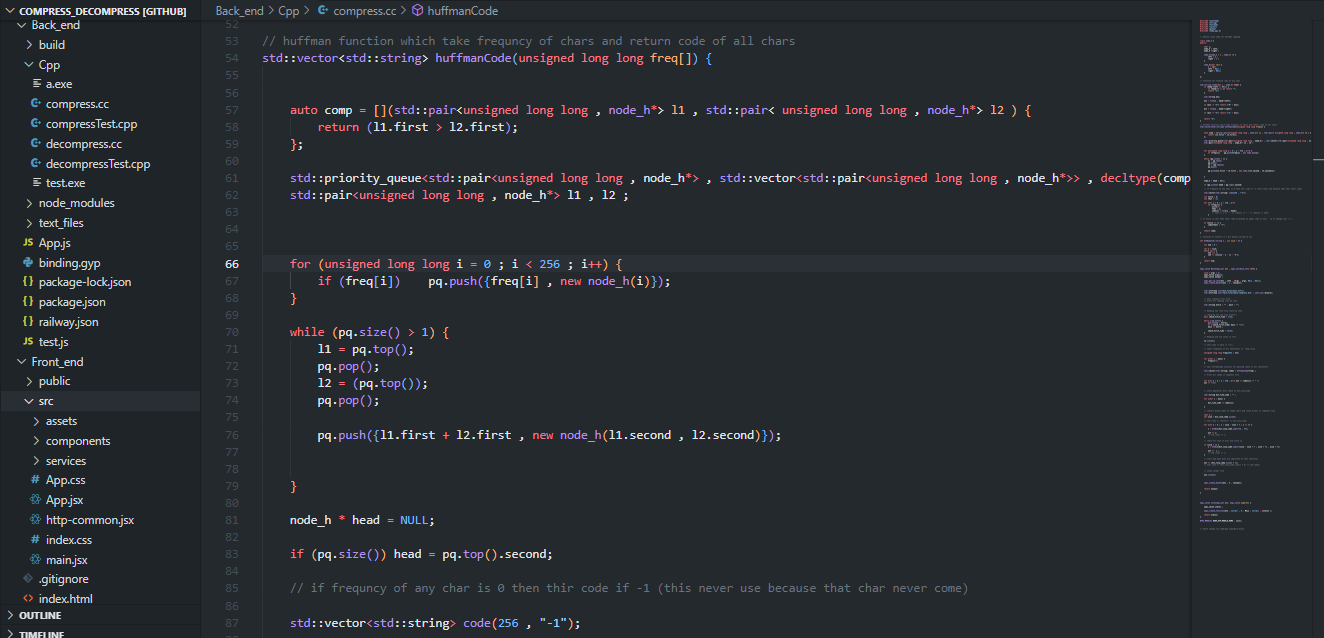 COMPRESS_DECOMPRESS [GITHUB]
Back_end
build
Cpp
a.exe
compress.cc
compressTest.cpp
decompress.cc
decompressTest.cpp
test.exe
node_modules
text_files
JS App.js
binding.gyp
{} package-lock.json
{} package.json
{} railway.json
JS test.js
Front_end
public
src
assets
components
services
# App.css
App.jsx
http-common.jsx
# index.css
main.jsx
.gitignore
<> index.html
OUTLINE
TIMELINE
Back_end > Cpp > compress.cc > huffmanCode
52
53 // huffman function which take frequncy of chars and return code of all chars
54 std::vector<std::string> huffmanCode(unsigned long long freq[]) {
55
56
57 auto comp = [](std::pair<unsigned long long , node_h*> l1 , std::pair< unsigned long long , node_h*> l2 ) {
58 return (l1.first > l2.first);
59 };
60
61 std::priority_queue<std::pair<unsigned long long , node_h*> , std::vector<std::pair<unsigned long long , node_h*>> , decltype(comp
62 std::pair<unsigned long long , node_h*> l1 , l2 ;
63
64
65
66 for (unsigned long long i = 0 ; i < 256 ; i++) {
67 if (freq[i]) pq.push({freq[i] , new node_h(i)});
68 }
69
70 while (pq.size() > 1) {
71 l1 = pq.top();
72 pq.pop();
73 l2 = (pq.top());
74 pq.pop();
75
76 pq.push({l1.first + l2.first , new node_h(l1.second , l2.second)});
77
78
79 }
80
81 node_h * head = NULL;
82
83 if (pq.size()) head = pq.top().second;
84
85 // if frequncy of any char is 0 then thir code if -1 (this never use because that char never come)
86
87 std::vector<std::string> code(256 , "-1");